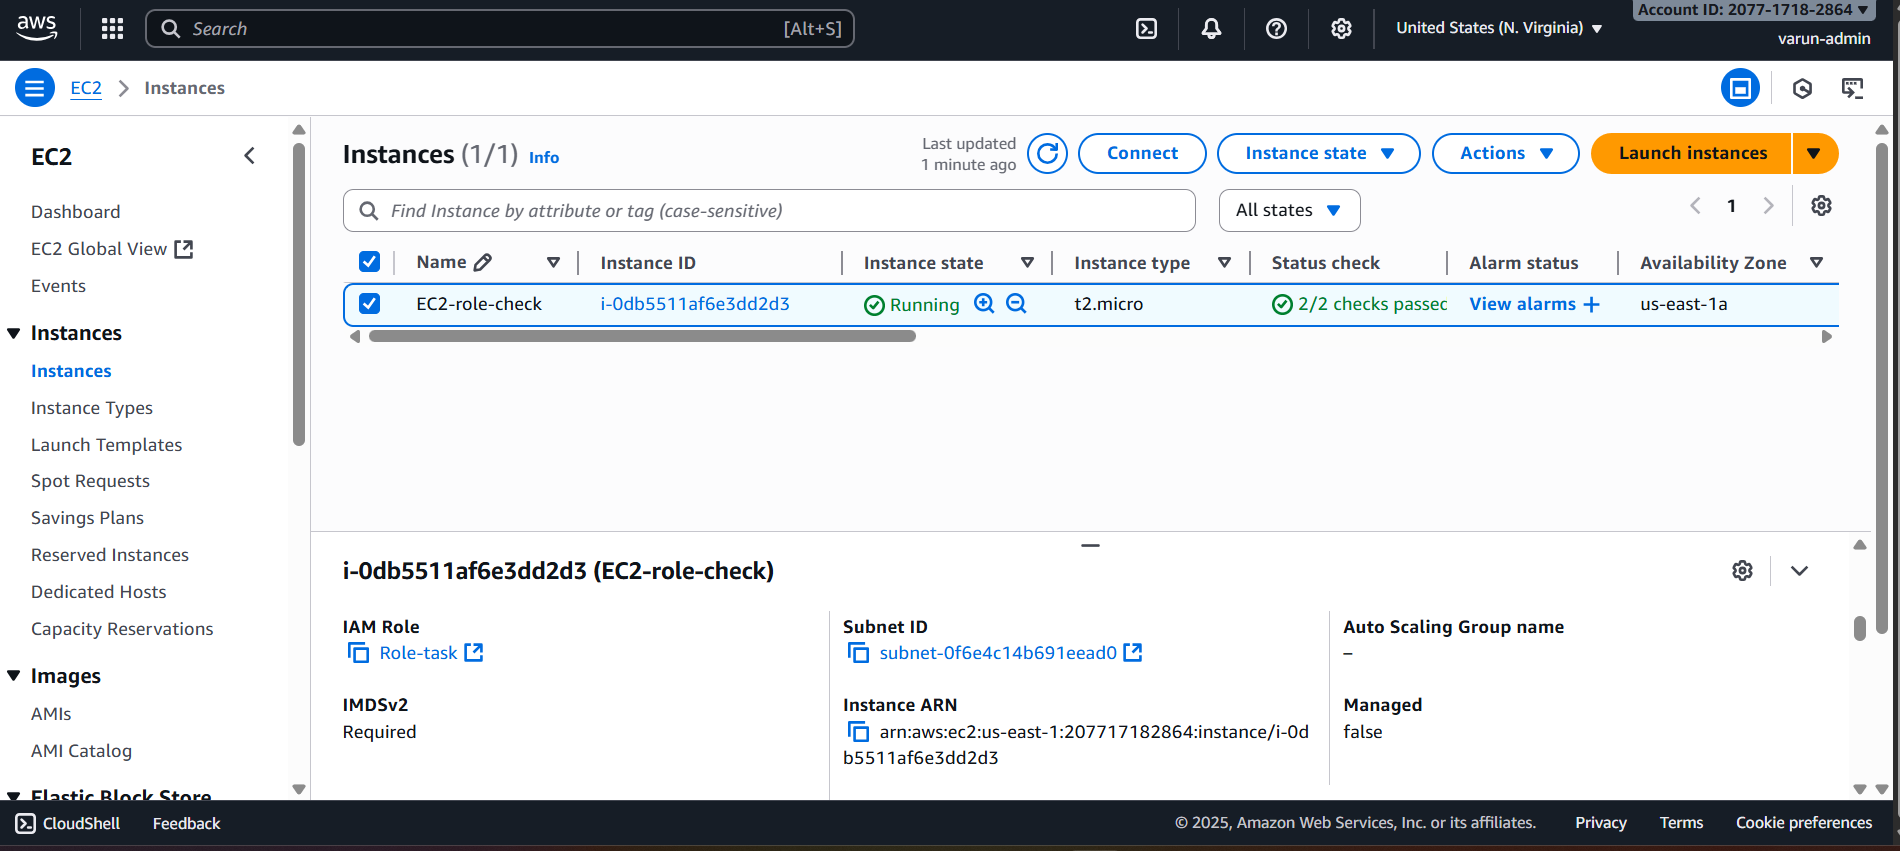 aws
Search [Alt+S]
United States (N. Virginia)
Account ID: 2077-1718-2864
varun-admin
EC2 Instances
EC2
Dashboard
EC2 Global View
Events
Instances
Instances
Instance Types
Launch Templates
Spot Requests
Savings Plans
Reserved Instances
Dedicated Hosts
Capacity Reservations
Images
AMIs
AMI Catalog
Elastic Block Store
Instances (1/1) Info
Last updated
1 minute ago
Connect
Instance state
Actions
Launch instances
Find Instance by attribute or tag (case-sensitive)
All states
1
Name Instance ID Instance state Instance type Status check Alarm status Availability Zone
EC2-role-check i-0db5511af6e3dd2d3 Running t2.micro 2/2 checks passed View alarms + us-east-1a
i-0db5511af6e3dd2d3 (EC2-role-check)
IAM Role
Role-task
IMDSv2
Required
Subnet ID
subnet-0f6e4c14b691eead0
Instance ARN
arn:aws:ec2:us-east-1:207717182864:instance/i-0d
b5511af6e3dd2d3
Auto Scaling Group name
–
Managed
false
CloudShell Feedback
© 2025, Amazon Web Services, Inc. or its affiliates. Privacy Terms Cookie preferences